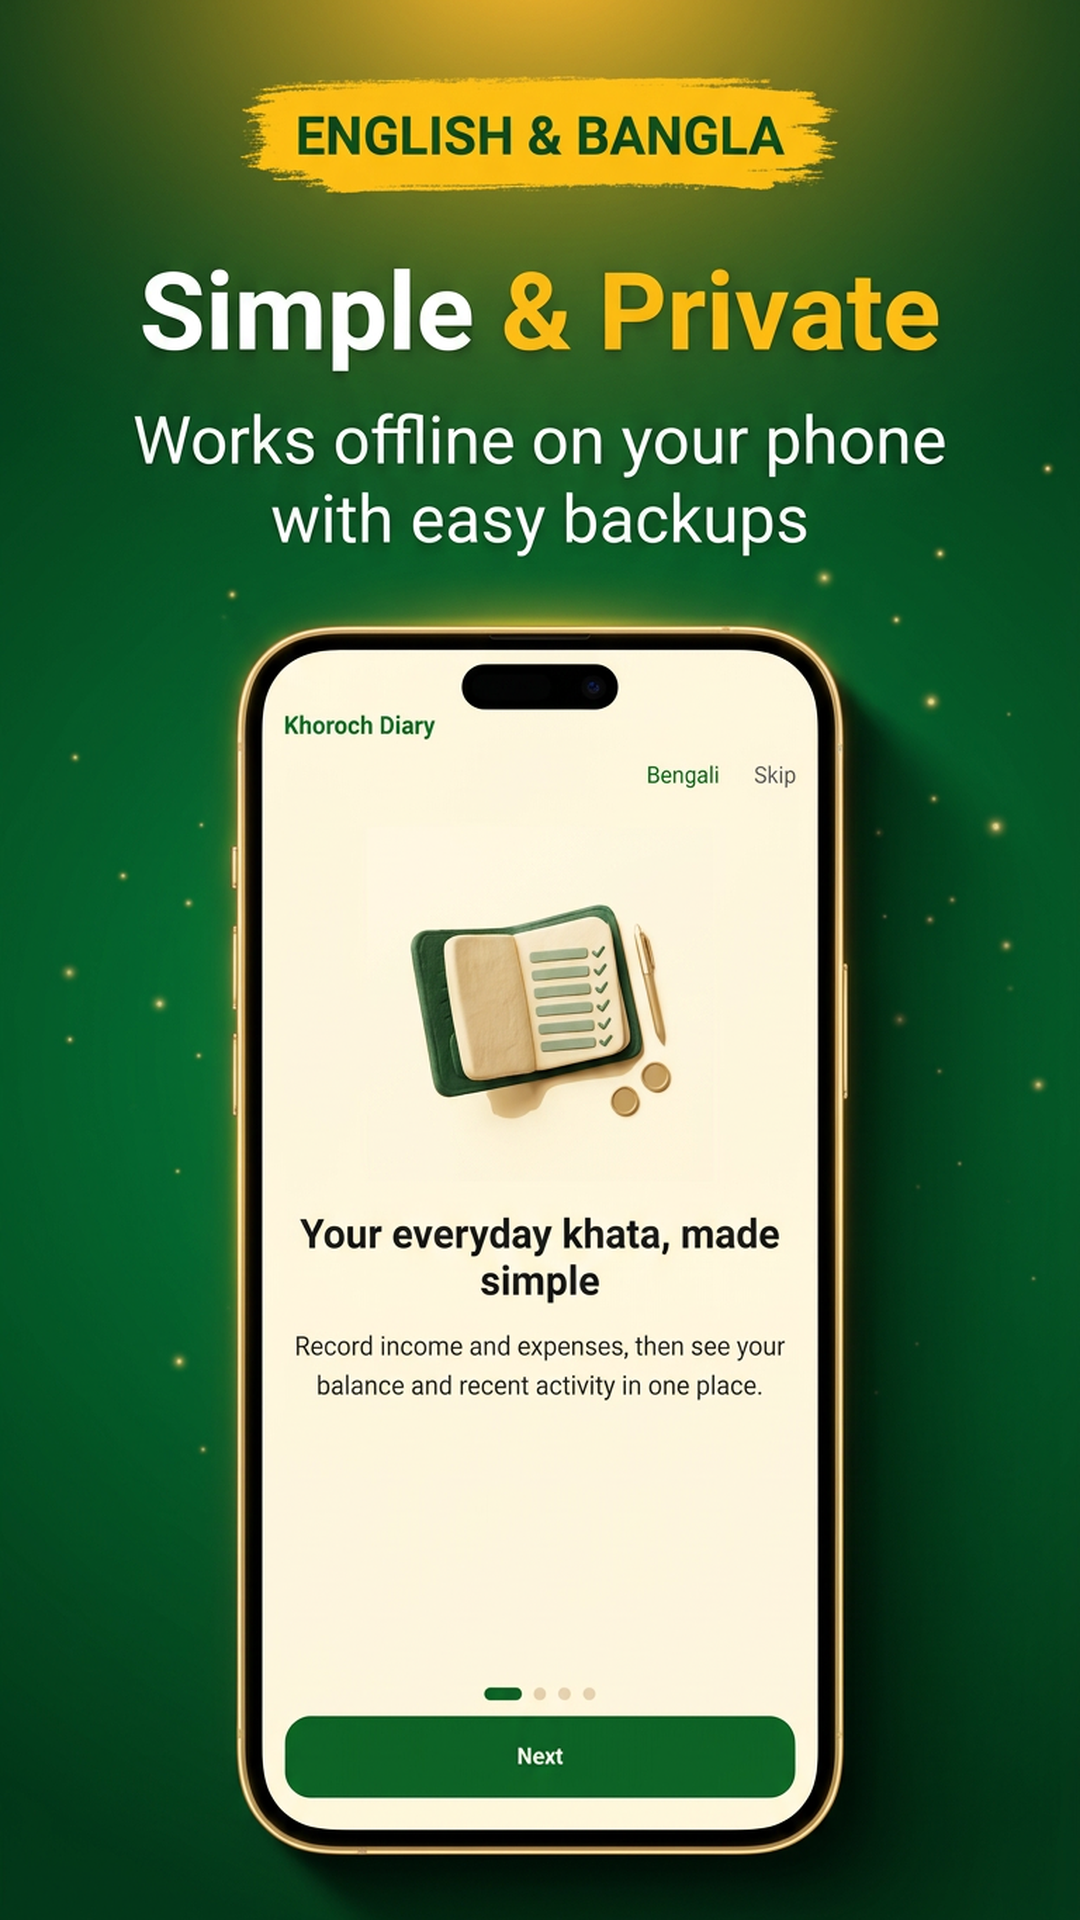 ENGLISH & BANGLA
Simple & Private
Works offline on your phone
with easy backups
Khoroch Diary
Bengali Skip
Your everyday khata, made
simple
Record income and expenses, then see your
balance and recent activity in one place.
Next